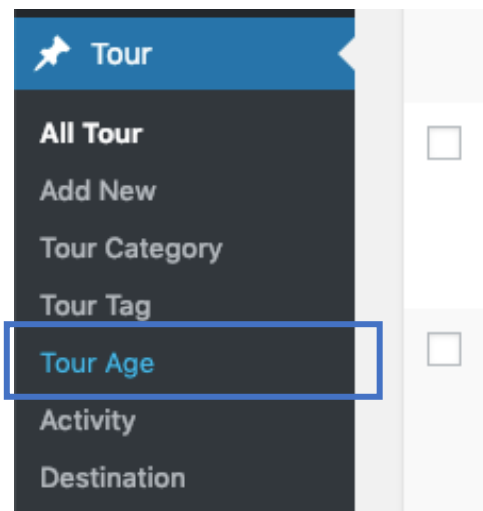 Tour
All Tour
Add New
Tour Category
Tour Tag
Tour Age
Activity
Destination